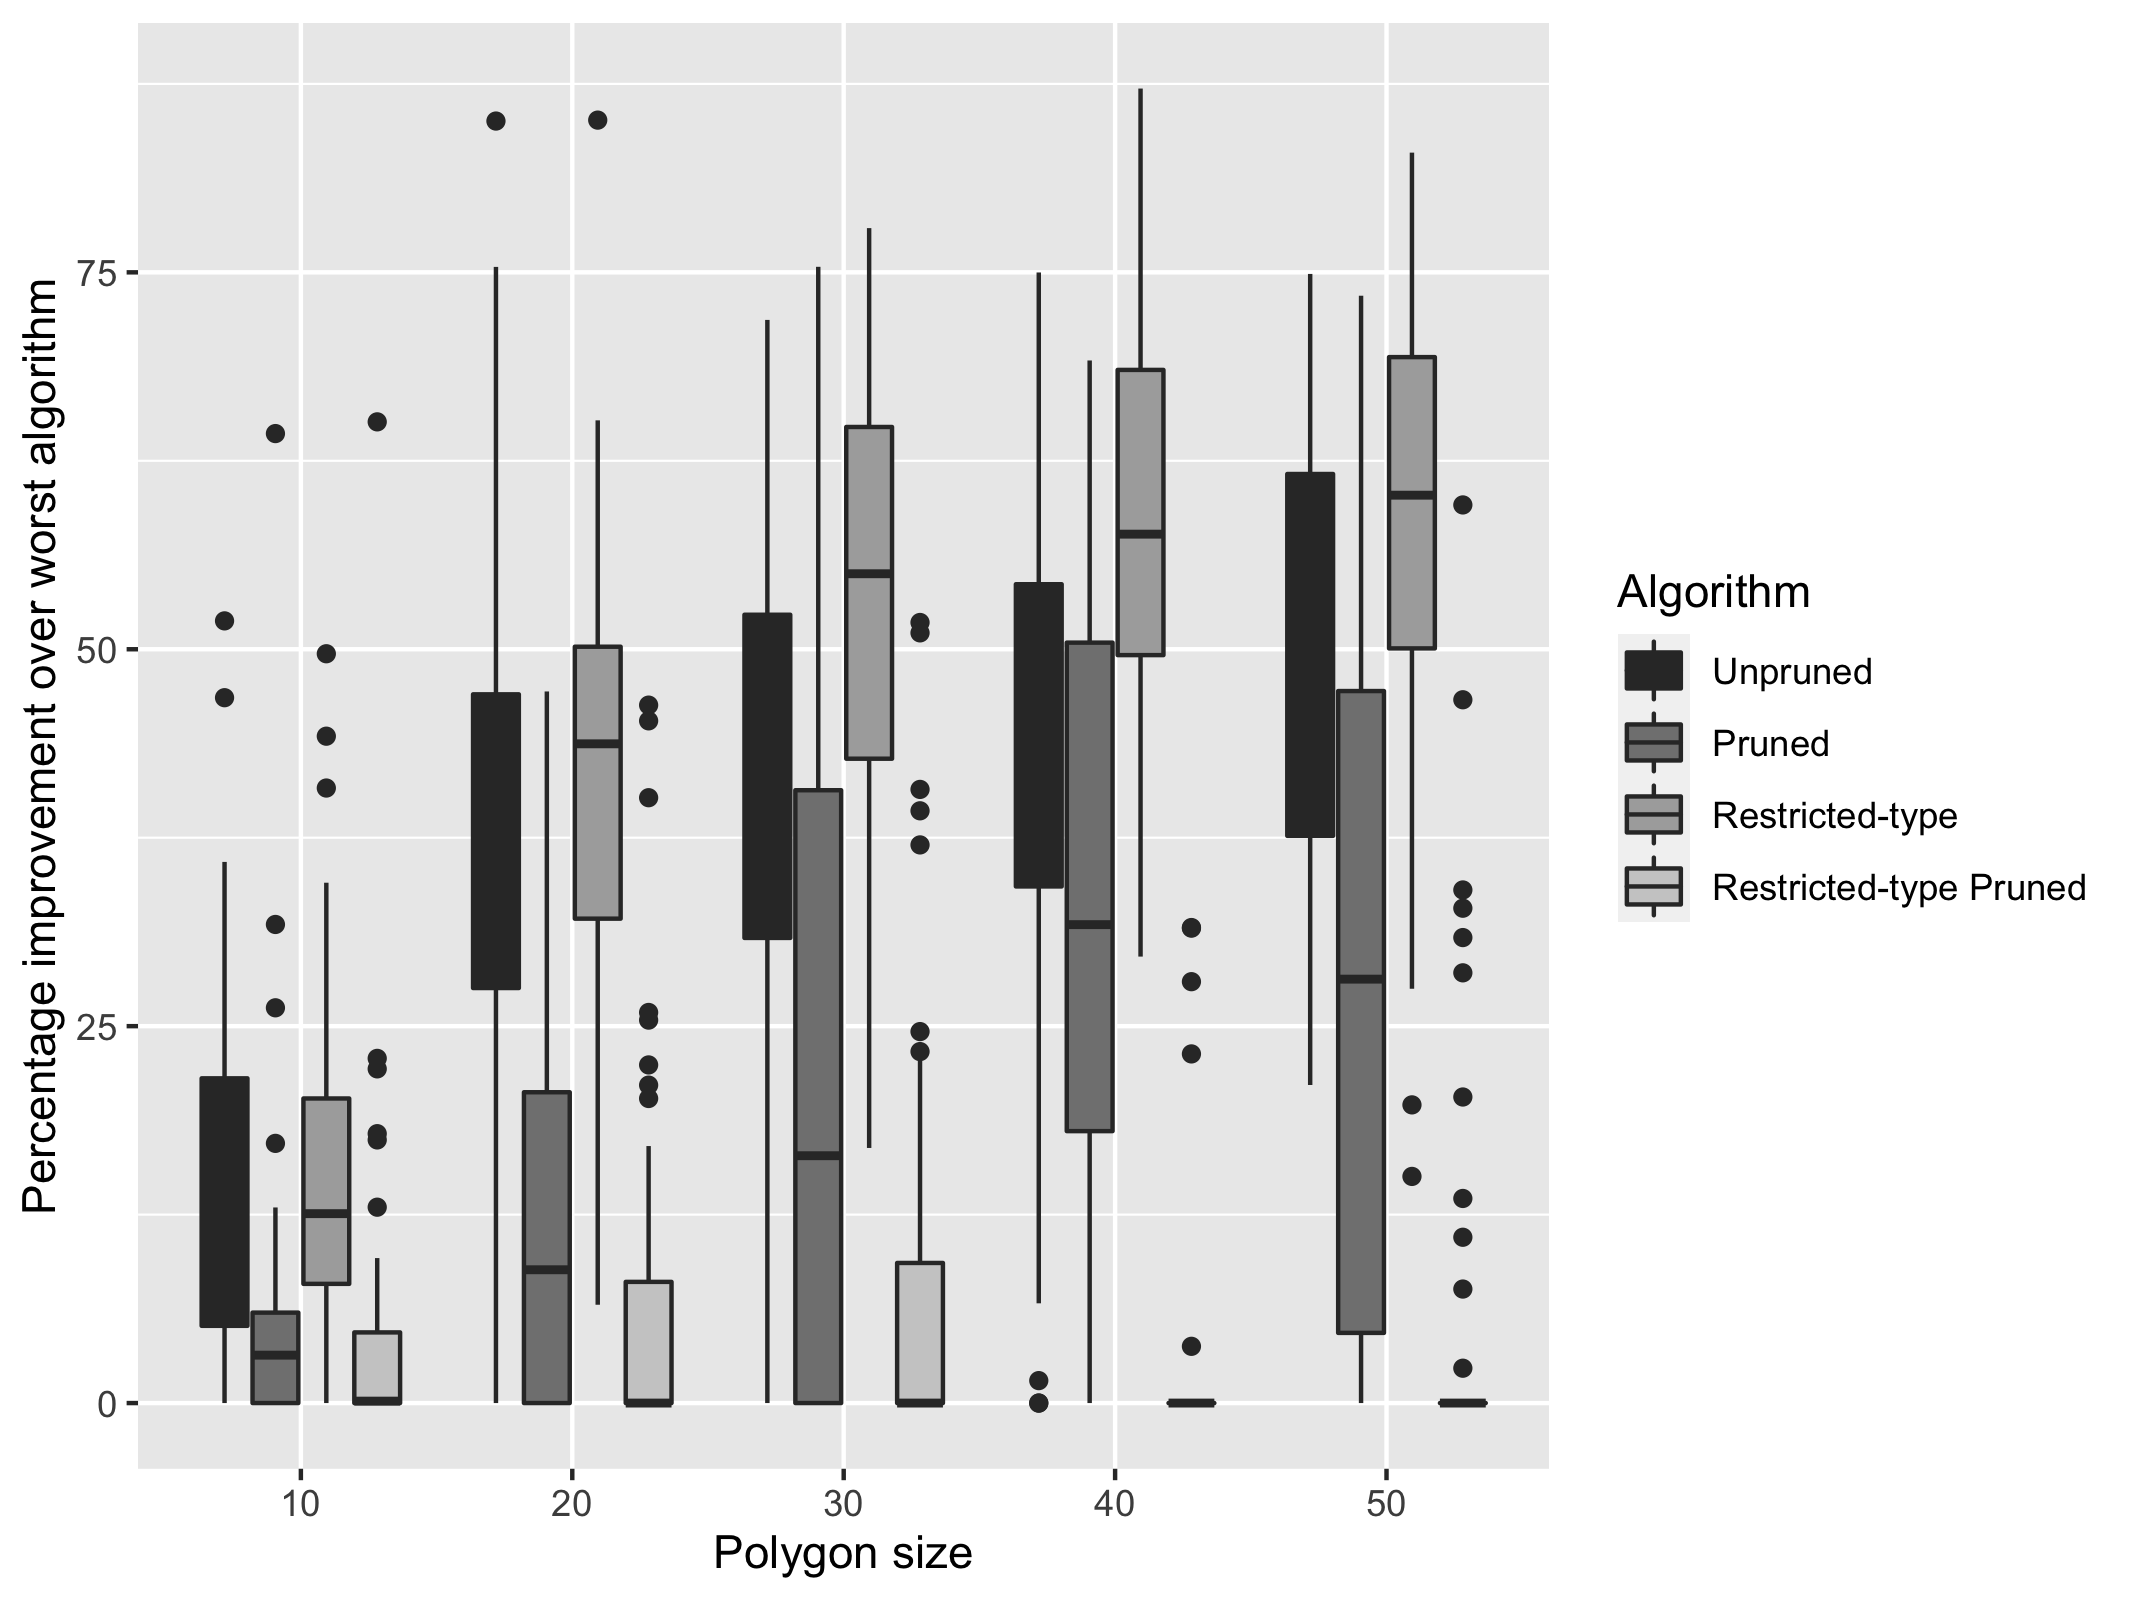 Percentage improvement over worst algorithm
75
50
25
0
10
20
30
40
50
Polygon size
Algorithm
Unpruned
Pruned
Restricted-type
Restricted-type Pruned